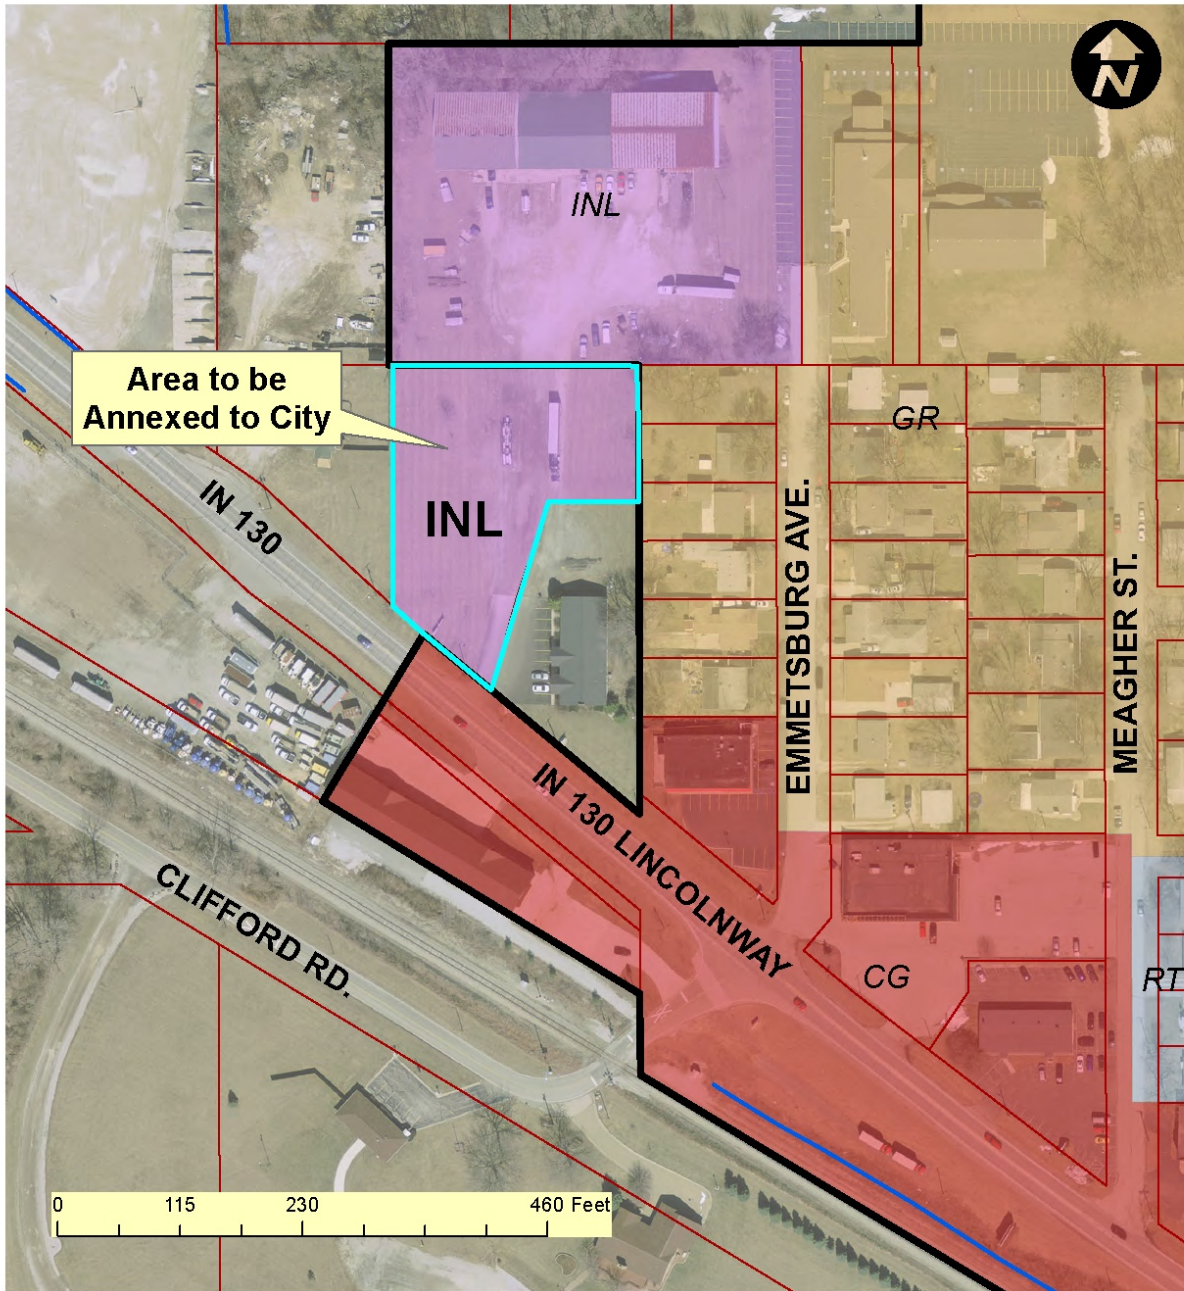 N
INL
Area to be
Annexed to City
GR
IN 130
INL
EMMETSBURG AVE.
MEAGHER ST.
IN 130 LINCOLNWAY
CLIFFORD RD.
CG
RT
0 115 230 460 Feet